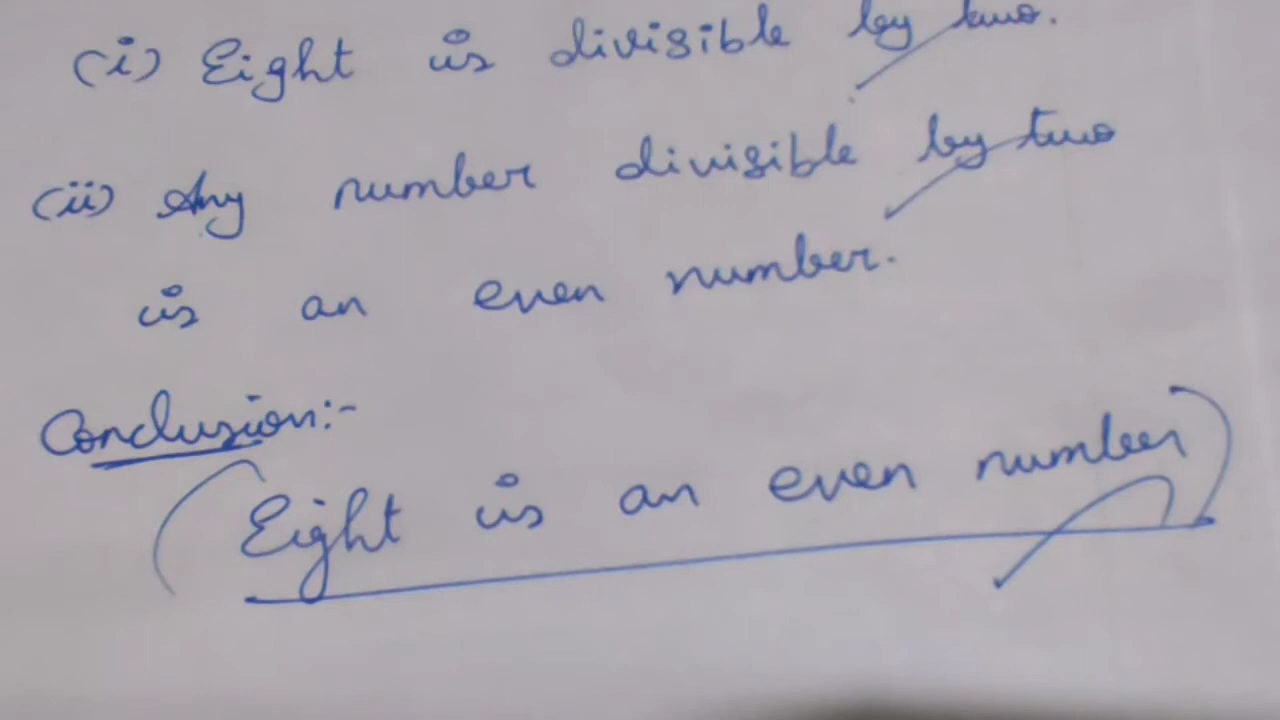 (i) Eight is divisible by two.
(ii) Any number divisible by two
is an even number.
Conclusion:-
(Eight is an even number)